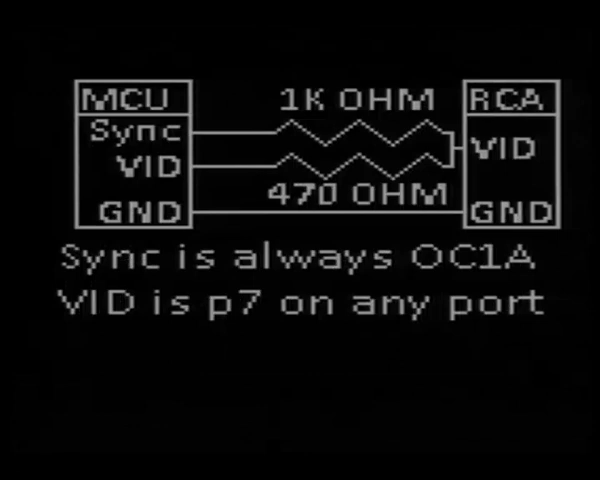 MCU 1K OHM RCA
Sync
VID VID
470 OHM
GND GND
Sync is always OC1A
VID is p7 on any port